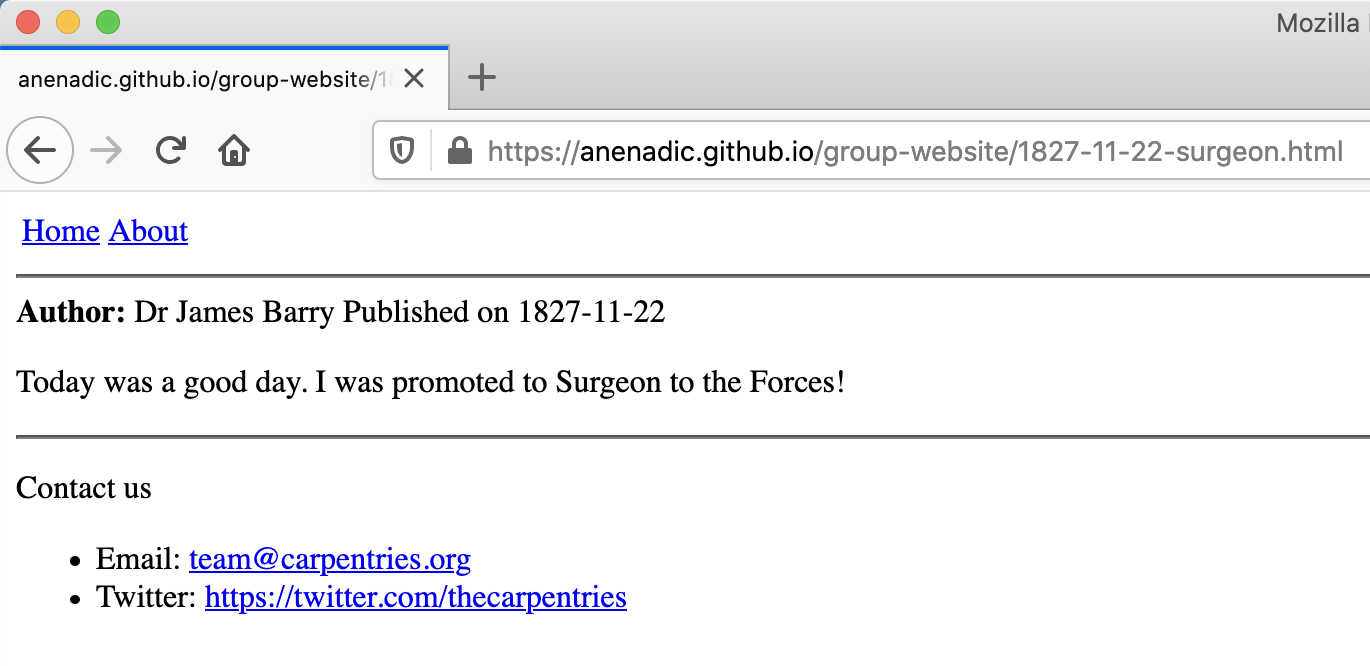 Mozilla
anenadic.github.io/group-website/18
https://anenadic.github.io/group-website/1827-11-22-surgeon.html
Home About
Author: Dr James Barry Published on 1827-11-22
Today was a good day. I was promoted to Surgeon to the Forces!
Contact us
• Email: team@carpentries.org
• Twitter: https://twitter.com/thecarpentries